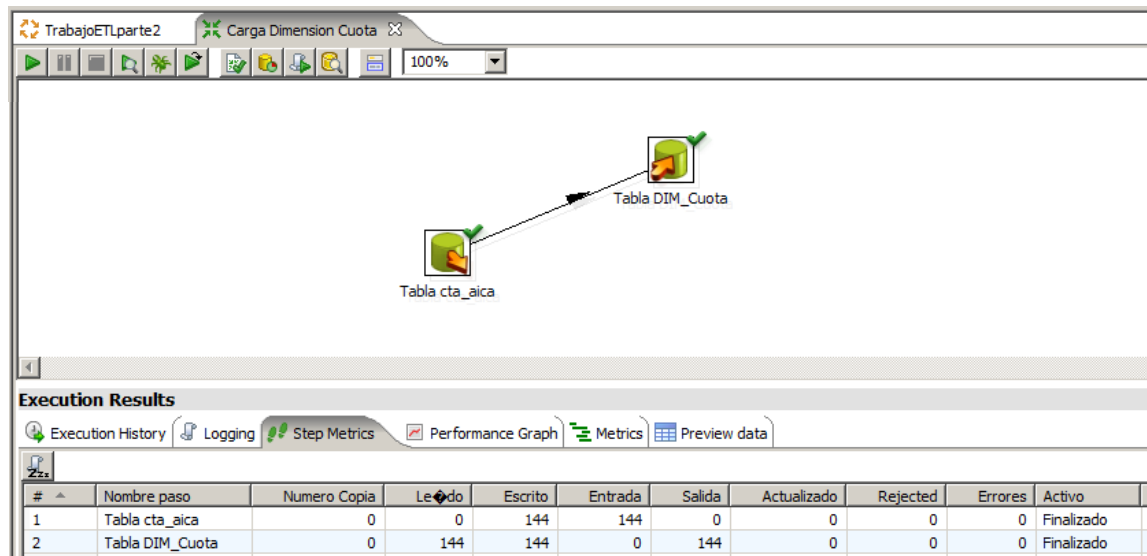 TrabajoETLparte2 Carga Dimension Cuota
100%
Tabla DIM_Cuota
Tabla cta_aica
Execution Results
Execution History Logging Step Metrics Performance Graph Metrics Preview data
# Nombre paso Numero Copia Le�do Escrito Entrada Salida Actualizado Rejected Errores Activo
1 Tabla cta_aica 0 0 144 144 0 0 0 0 Finalizado
2 Tabla DIM_Cuota 0 144 144 0 144 0 0 0 Finalizado